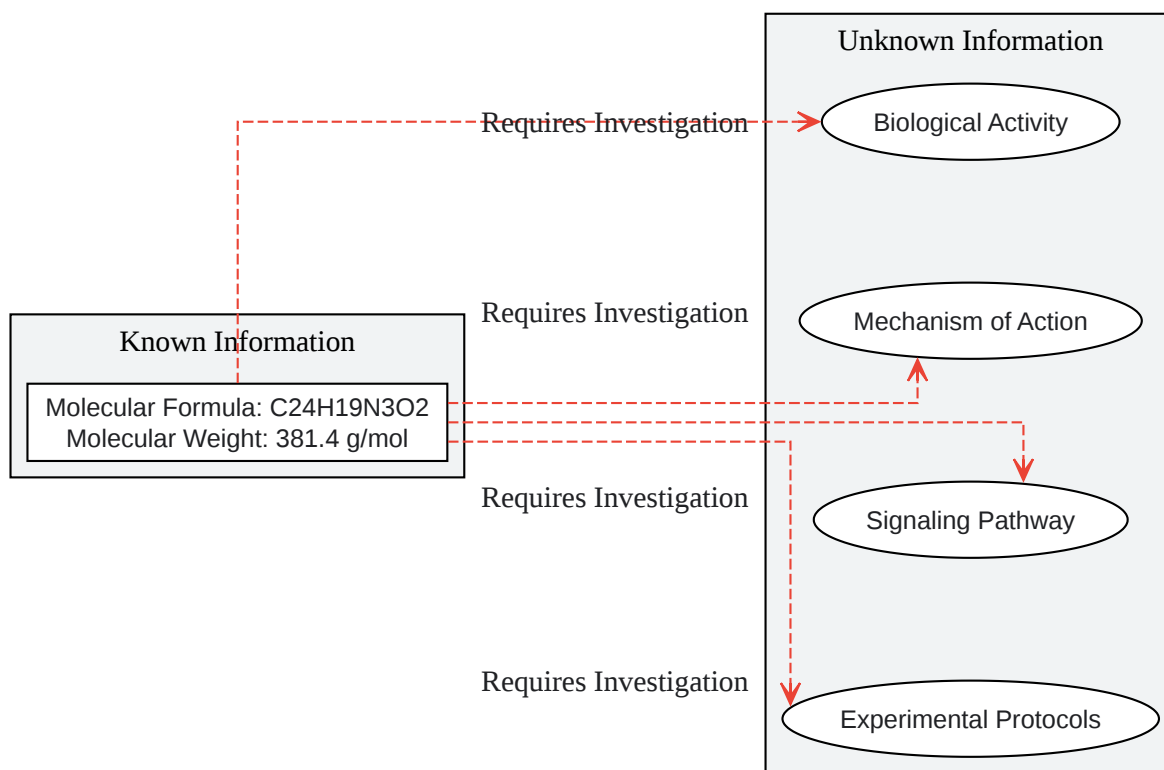 Unknown Information
Requires Investigation
Biological Activity
Requires Investigation
Mechanism of Action
Known Information
Molecular Formula: C24H19N3O2
Molecular Weight: 381.4 g/mol
Requires Investigation
Signaling Pathway
Requires Investigation
Experimental Protocols